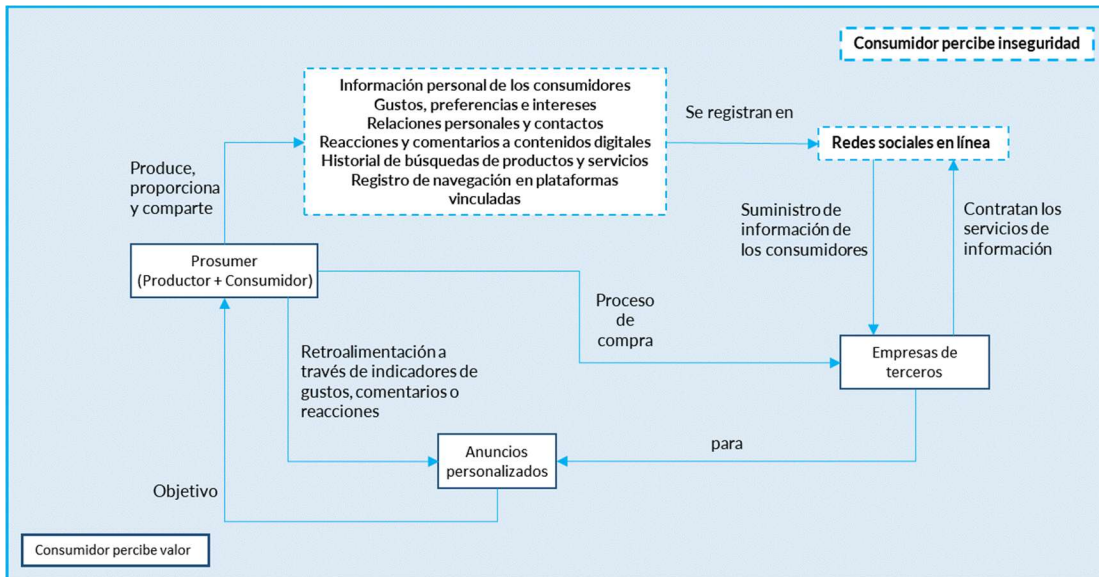 Consumidor percibe inseguridad
Información personal de los consumidores
Gustos, preferencias e intereses
Relaciones personales y contactos
Reacciones y comentarios a contenidos digitales
Historial de búsquedas de productos y servicios
Registro de navegación en plataformas
vinculadas
Se registran en
Redes sociales en línea
Produce,
proporciona
y comparte
Suministro de
información de
los consumidores
Contratan los
servicios de
información
Prosumer
(Productor + Consumidor)
Proceso
de
compra
Empresas de
terceros
Retroalimentación a
través de indicadores de
gustos, comentarios o
reacciones
Anuncios
personalizados
para
Objetivo
Consumidor percibe valor